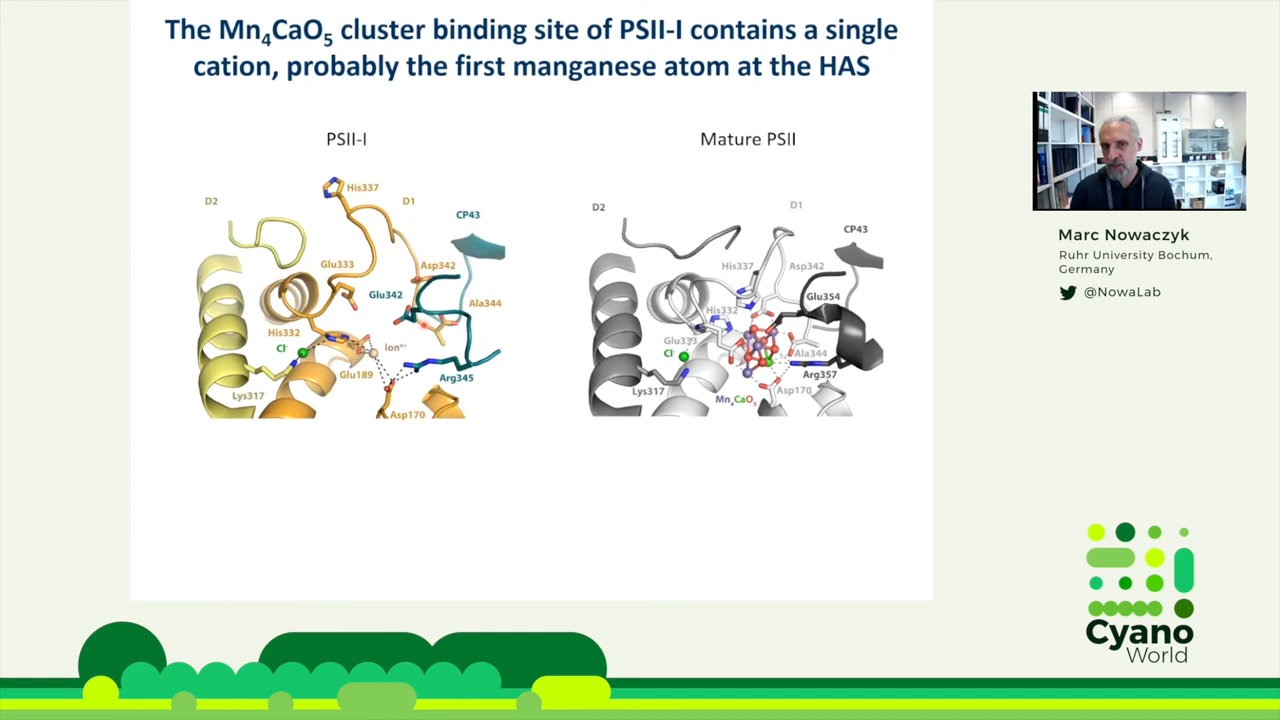 The Mn₄CaO₅ cluster binding site of PSII-I contains a single
cation, probably the first manganese atom at the HAS
PSII-I
Mature PSII
His337
D2
D1
CP43
Glu333
Asp342
Glu342
Ala344
His332
Cl⁻
Ionⁿ⁺
Glu189
Lys317
Arg345
Asp170
D2
D1
CP43
His337
Asp342
Glu354
His332
Glu333
Cl⁻
Ala344
Arg357
Lys317
Asp170
Mn₄CaO₅
Marc Nowaczyk
Ruhr University Bochum,
Germany
@NowaLab
Cyano
World